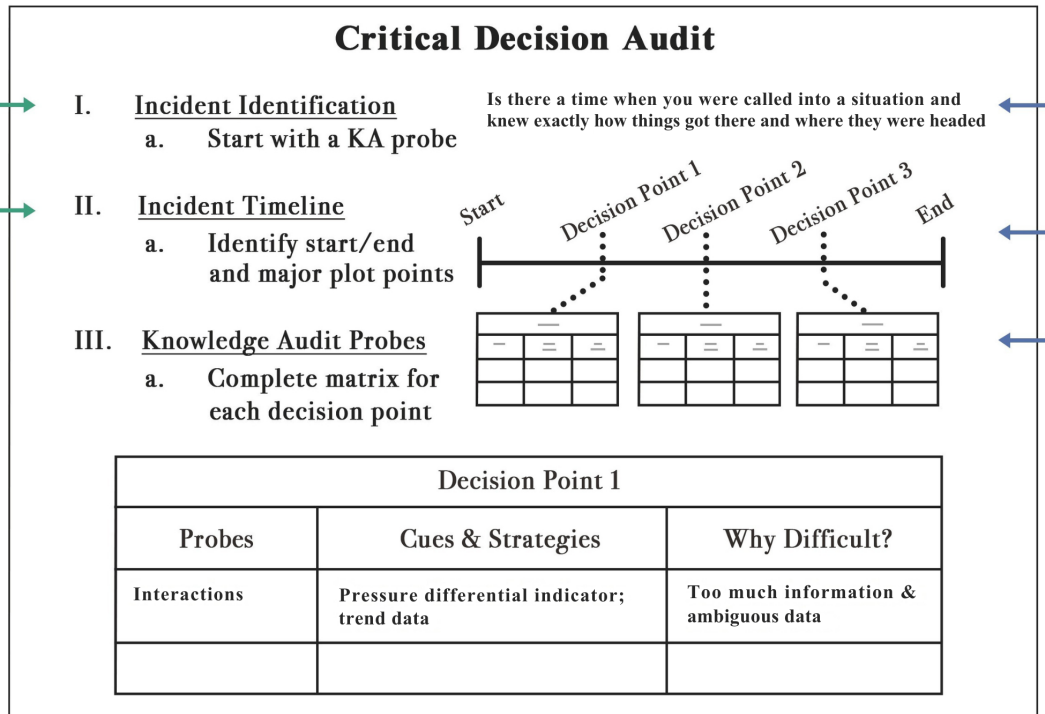 Critical Decision Audit
I. Incident Identification
a. Start with a KA probe
Is there a time when you were called into a situation and
knew exactly how things got there and where they were headed
II. Incident Timeline
a. Identify start/end
and major plot points
Start
Decision Point 1
Decision Point 2
Decision Point 3
End
III. Knowledge Audit Probes
a. Complete matrix for
each decision point
Decision Point 1
Probes
Cues & Strategies
Why Difficult?
Interactions
Pressure differential indicator;
trend data
Too much information &
ambiguous data